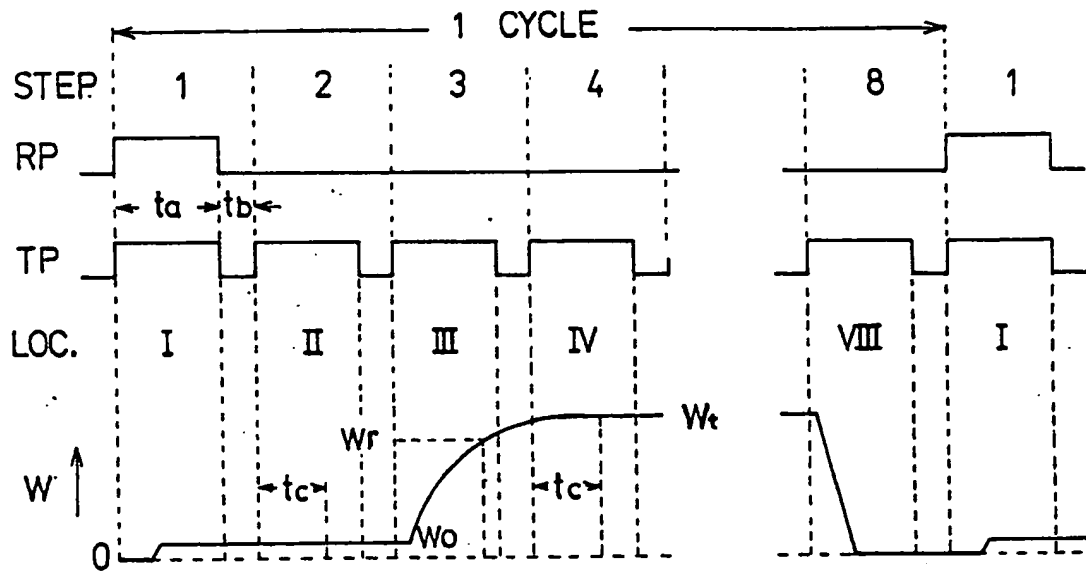 1 CYCLE
STEP 1 2 3 4 8 1
RP
ta tb
TP
LOC. I II III IV VIII I
Wr Wt
W tc Wo tc
0